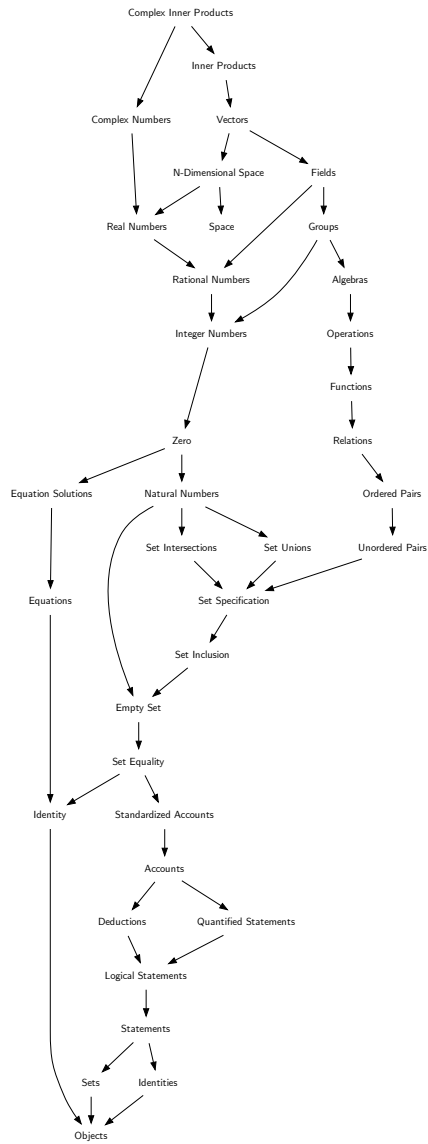 Complex Inner Products
Inner Products
Complex Numbers
Vectors
N-Dimensional Space
Fields
Real Numbers
Space
Groups
Rational Numbers
Algebras
Integer Numbers
Operations
Functions
Zero
Relations
Equation Solutions
Natural Numbers
Ordered Pairs
Set Intersections
Set Unions
Unordered Pairs
Equations
Set Specification
Set Inclusion
Empty Set
Set Equality
Identity
Standardized Accounts
Accounts
Deductions
Quantified Statements
Logical Statements
Statements
Sets
Identities
Objects